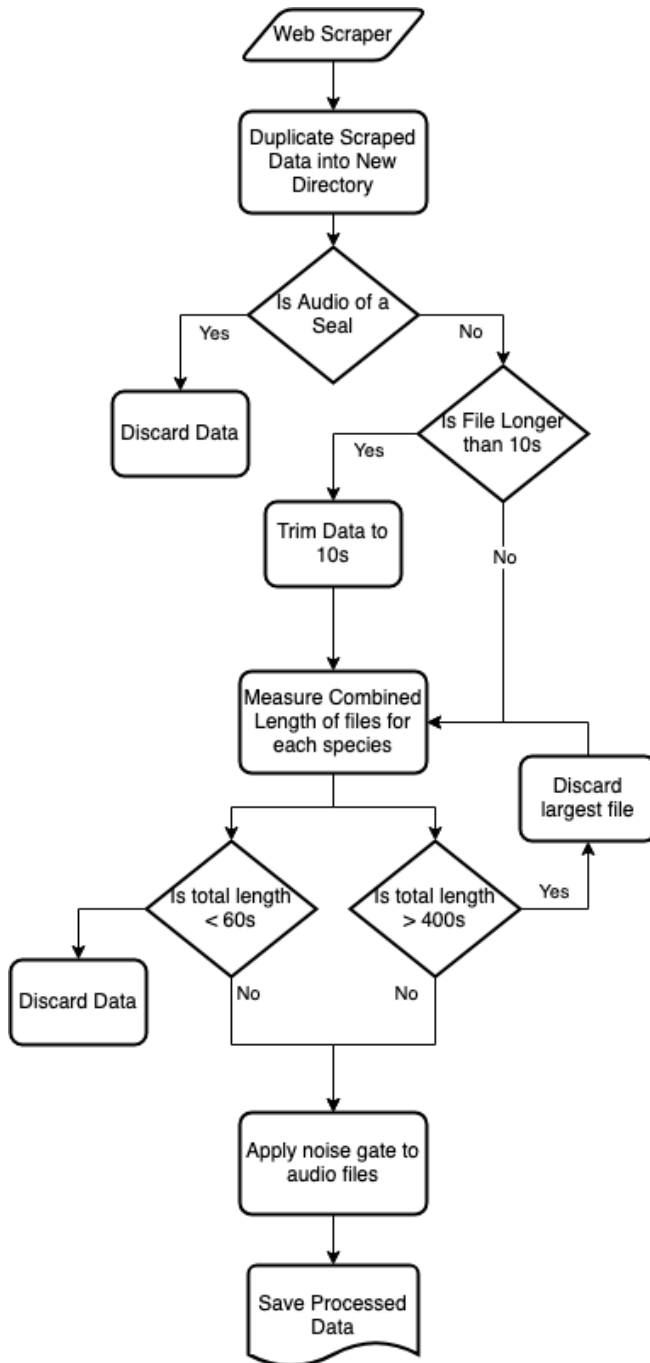 Web Scraper
Duplicate Scraped
Data into New
Directory
Is Audio of a
Seal
Yes
No
Discard Data
Is File Longer
than 10s
Yes
Trim Data to
10s
No
Measure Combined
Length of files for
each species
Discard
largest file
Is total length
< 60s
Is total length
> 400s
Yes
Discard Data
No
No
Apply noise gate to
audio files
Save Processed
Data